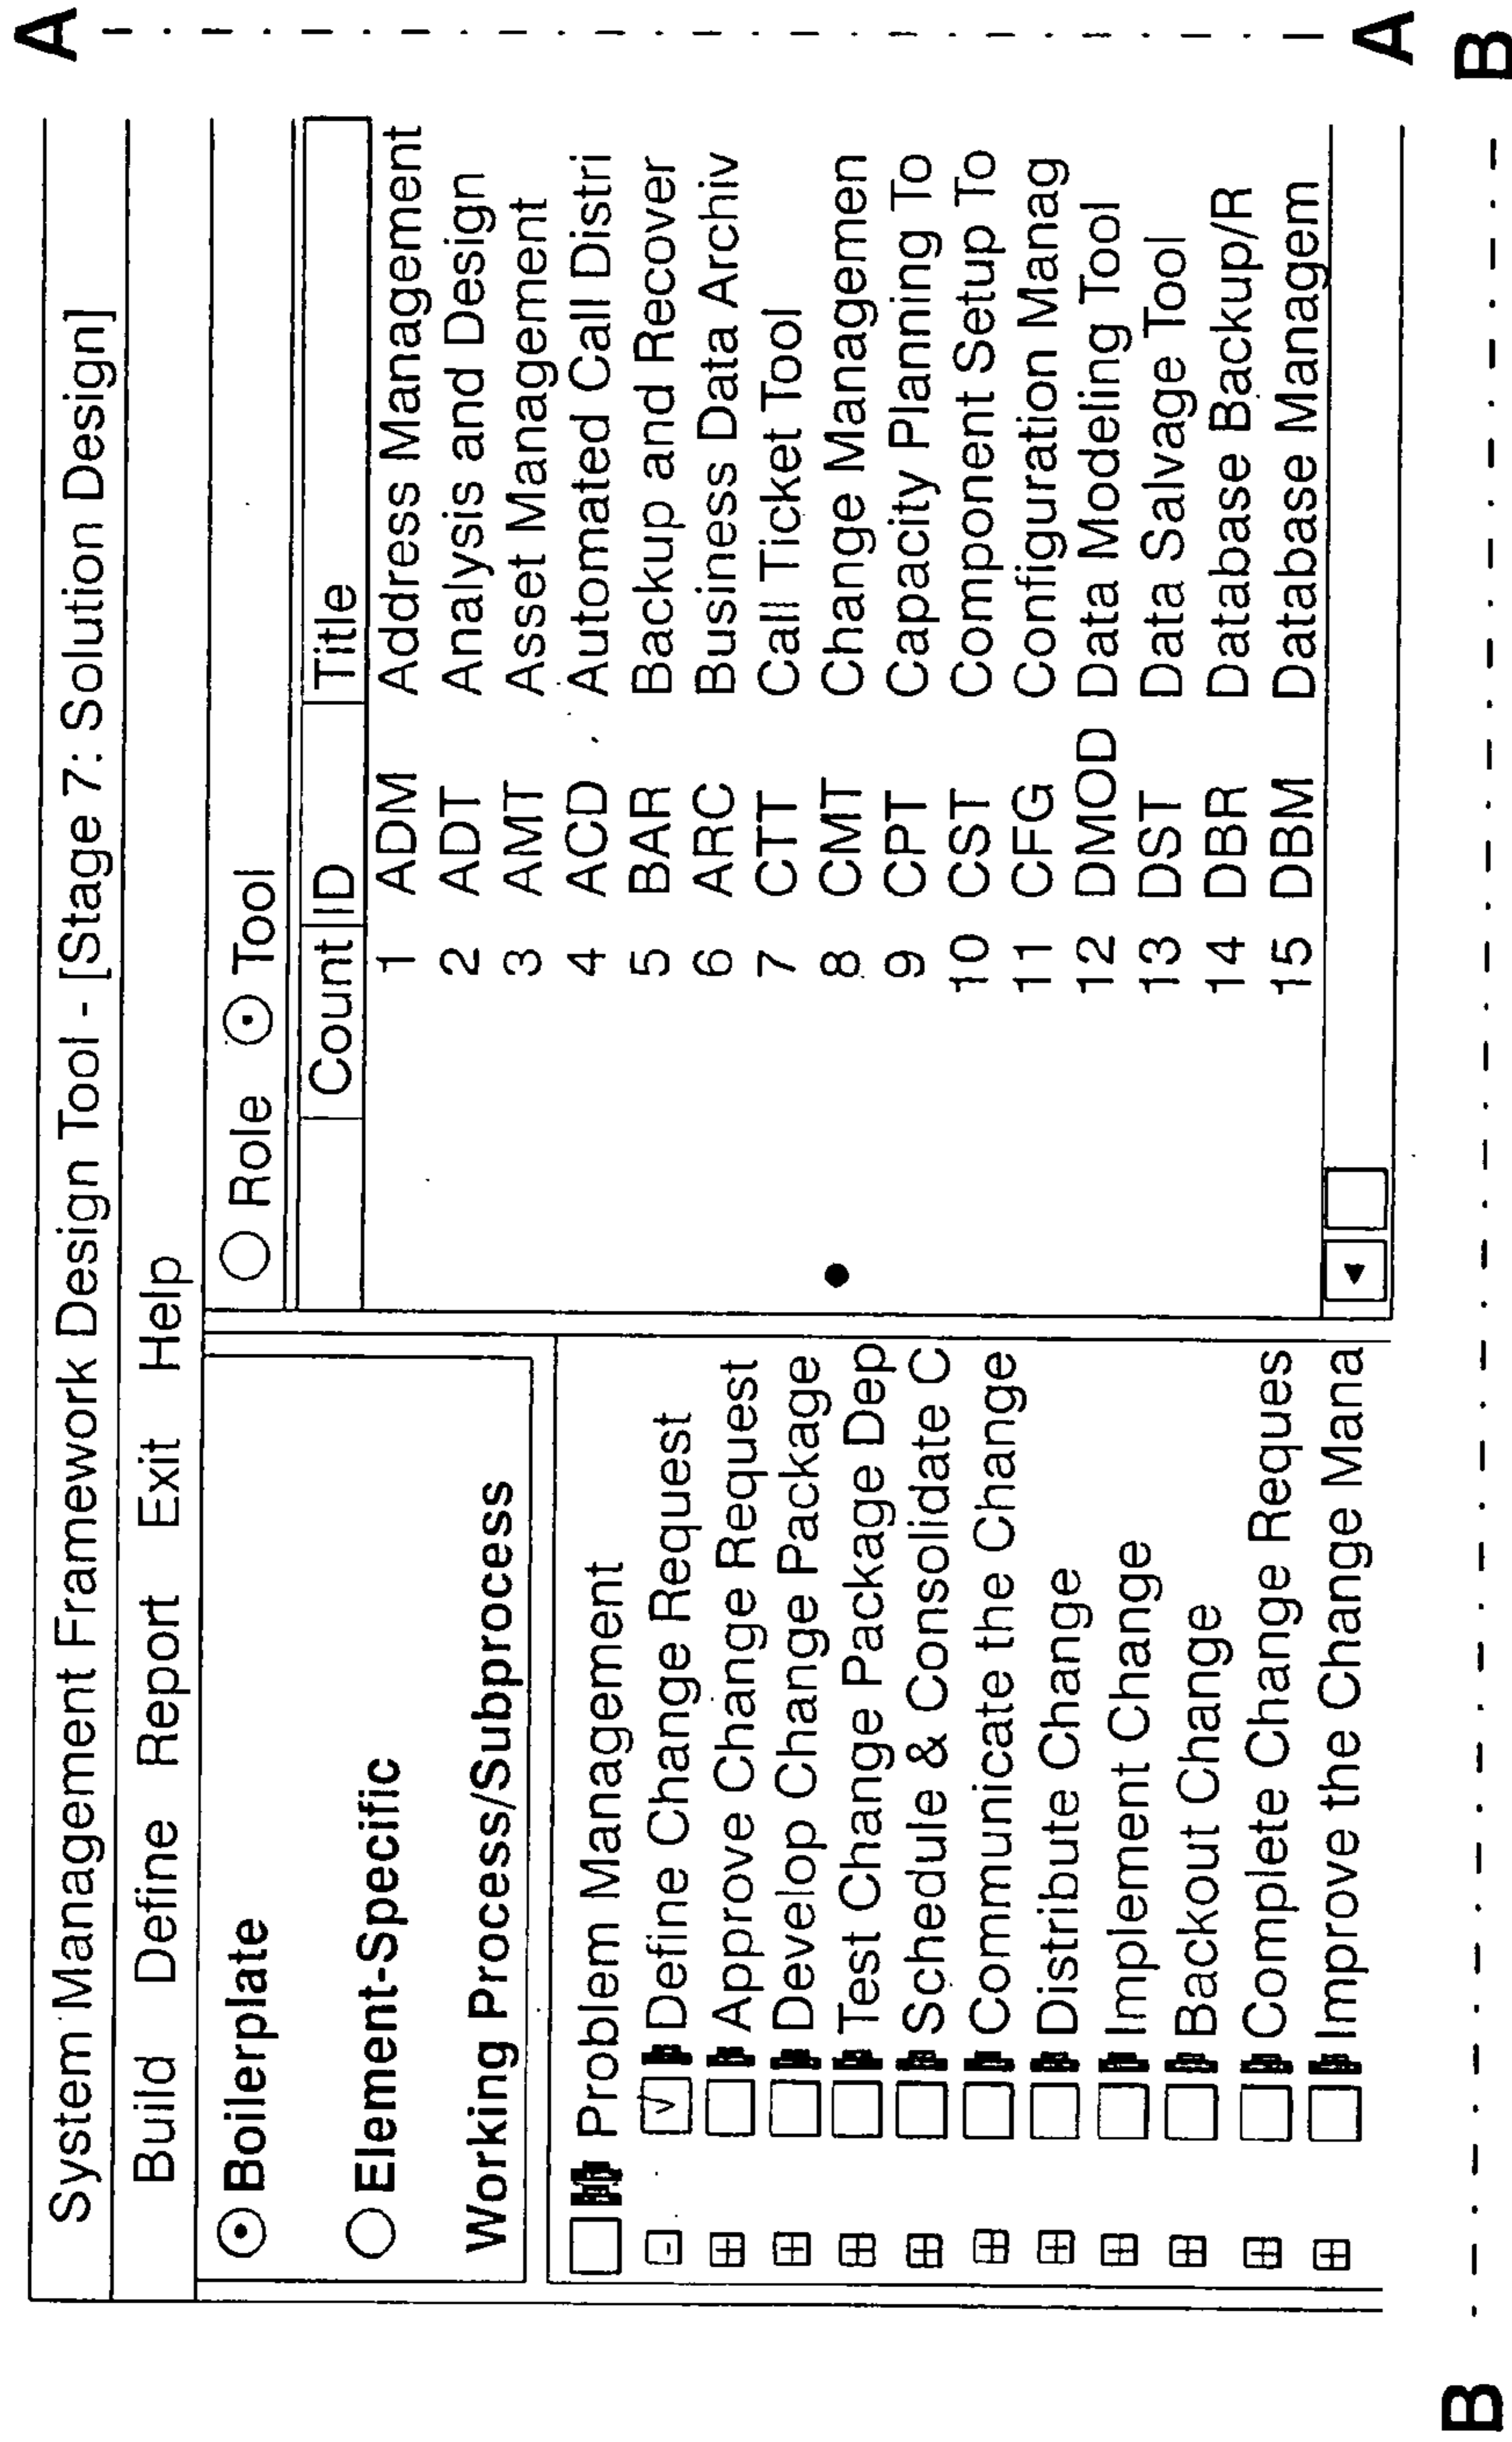 System Management Framework Design Tool - [Stage 7: Solution Design]
Build Define Report Exit Help
Boilerplate
Element-Specific
Working Process/Subprocess
Problem Management
Define Change Request
Approve Change Request
Develop Change Package
Test Change Package Dep
Schedule & Consolidate C
Communicate the Change
Distribute Change
Implement Change
Backout Change
Complete Change Reques
Improve the Change Mana
Role Tool
Count ID Title
1 ADM Address Management
2 ADT Analysis and Design
3 AMT Asset Management
4 ACD Automated Call Distri
5 BAR Backup and Recover
6 ARC Business Data Archiv
7 CTT Call Ticket Tool
8 CMT Change Managemen
9 CPT Capacity Planning To
10 CST Component Setup To
11 CFG Configuration Manag
12 DMOD Data Modeling Tool
13 DST Data Salvage Tool
14 DBR Database Backup/R
15 DBM Database Managem
A
A
B B